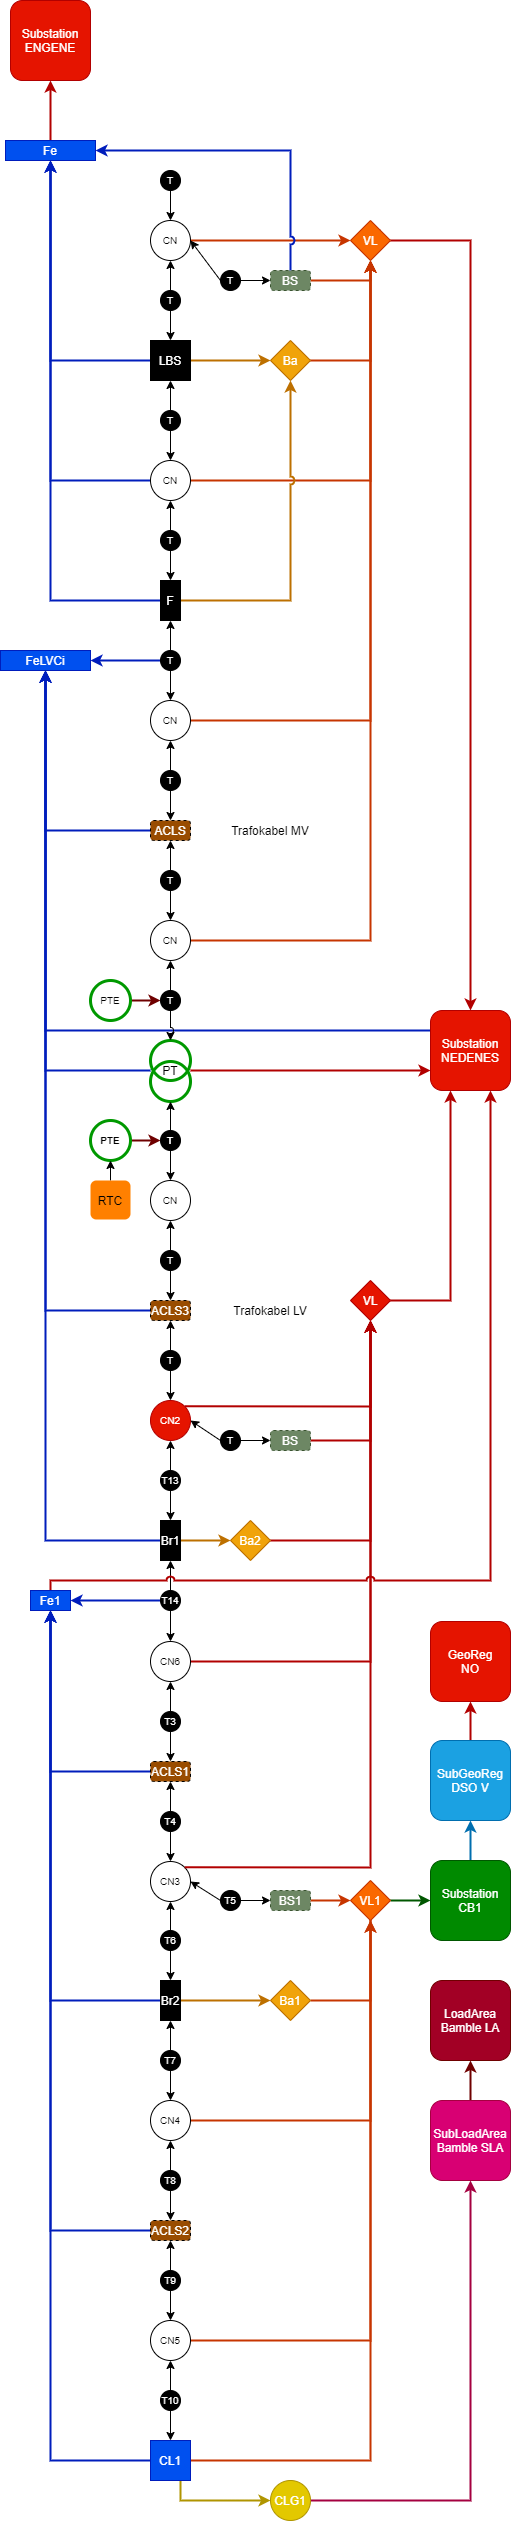 Substation
ENGENE
Fe
T
CN
VL
T
BS
T
LBS
Ba
T
CN
T
F
FeLVCi
T
CN
T
ACLS
Trafokabel MV
T
CN
PTE
T
Substation
NEDENES
PT
PTE
T
RTC
CN
T
ACLS3
Trafokabel LV
VL
T
CN2
T
BS
T13
Br1
Ba2
Fe1
T14
CN6
GeoReg
NO
T3
ACLS1
SubGeoReg
DSO V
T4
CN3
T5
BS1
VL1
Substation
CB1
T6
Br2
Ba1
LoadArea
Bamble LA
T7
CN4
SubLoadArea
Bamble SLA
T8
ACLS2
T9
CN5
T10
CL1
CLG1